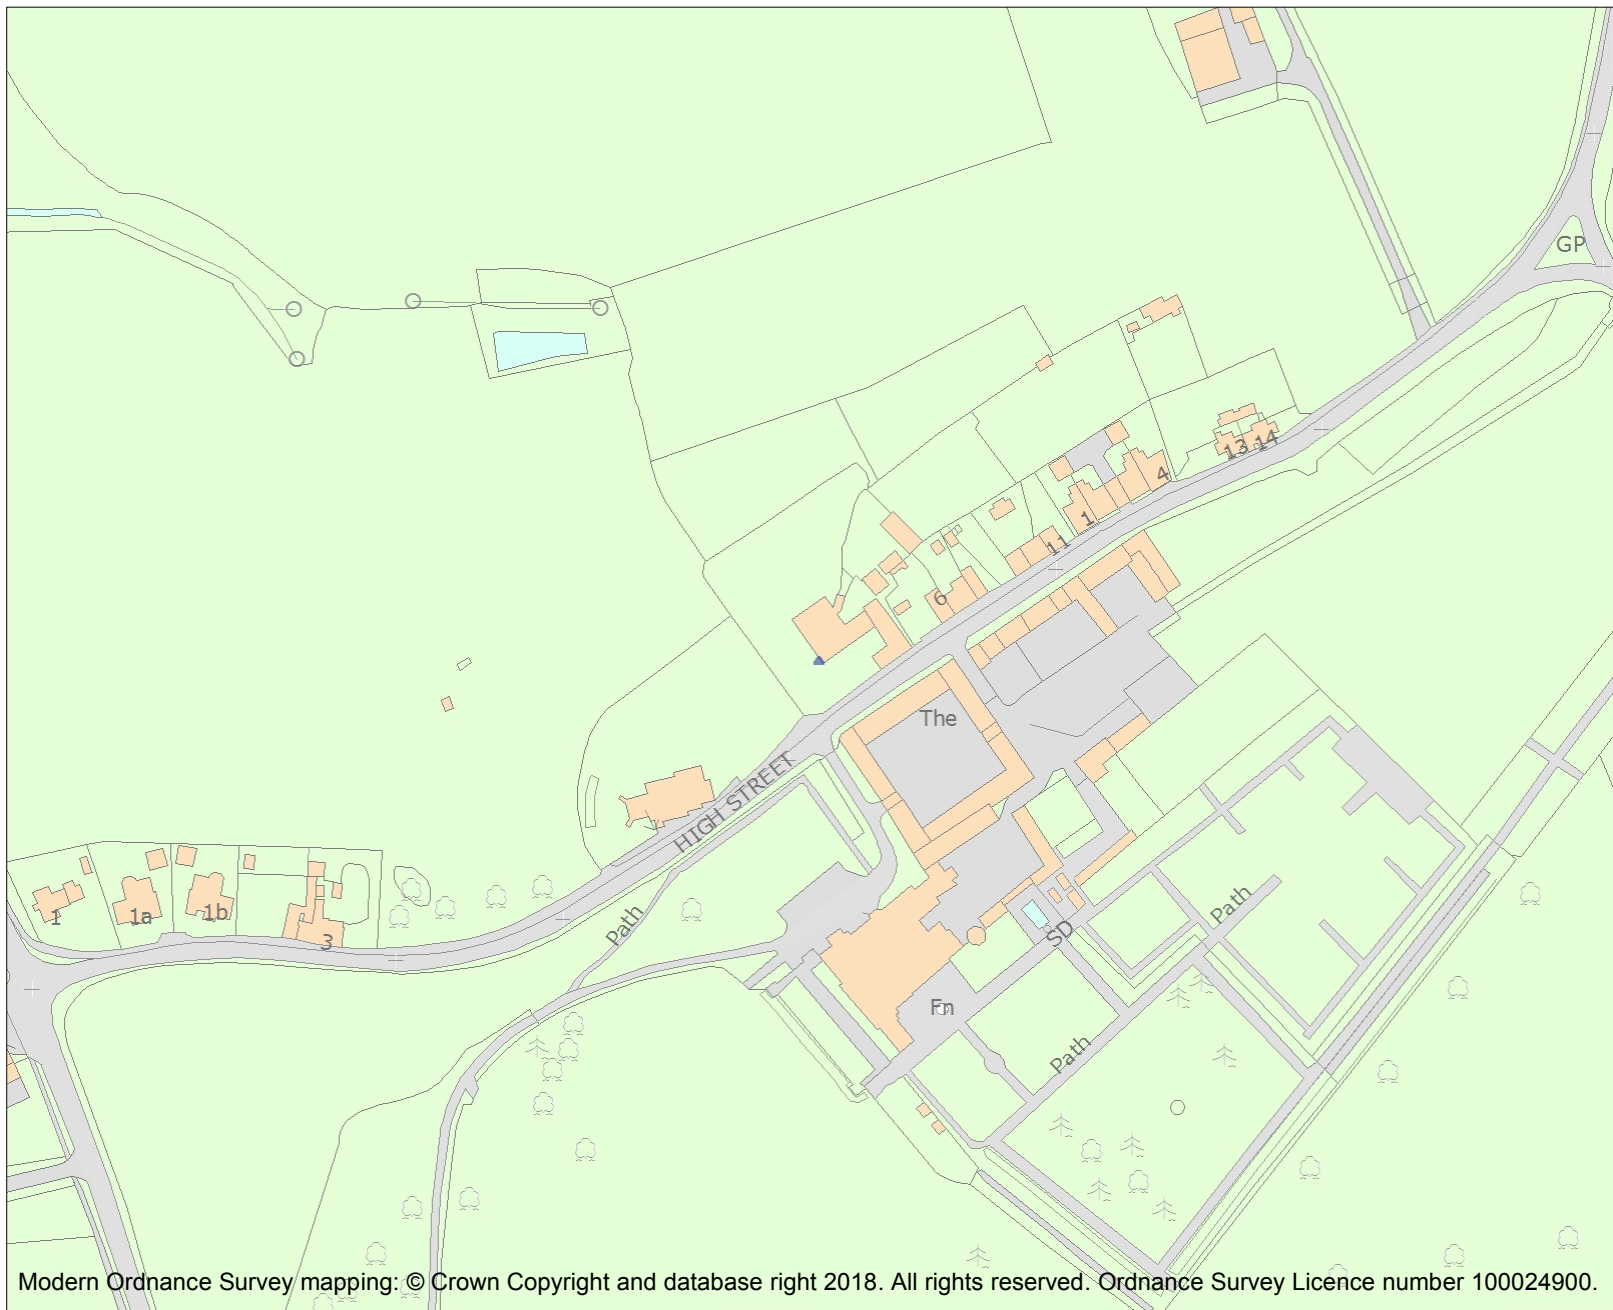 GP
13 14
4
1
11
6
The
HIGH STREET
1
1a
1b
3
Path
Path
SD
Fn
Path
Modern Ordnance Survey mapping: © Crown Copyright and database right 2018. All rights reserved. Ordnance Survey Licence number 100024900.